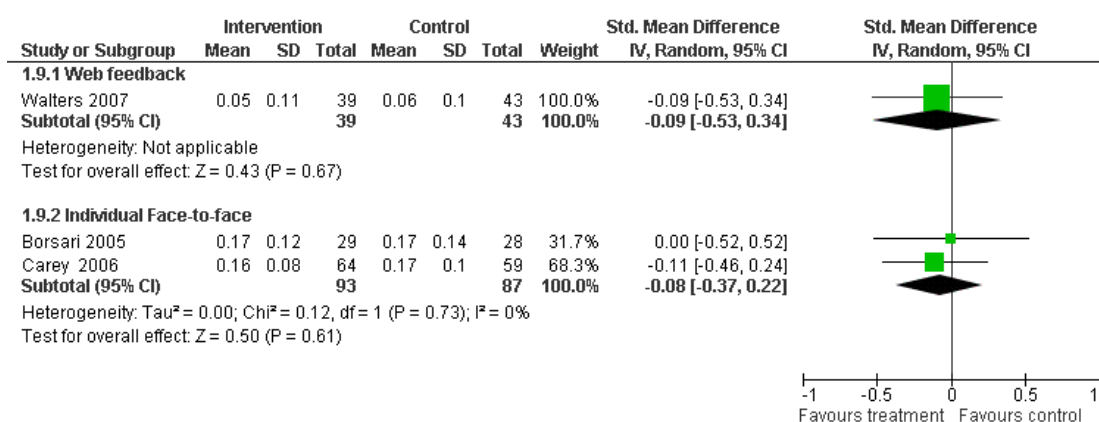 Intervention Control Std. Mean Difference Std. Mean Difference
Study or Subgroup Mean SD Total Mean SD Total Weight IV, Random, 95% CI IV, Random, 95% CI
1.9.1 Web feedback
Walters 2007 0.05 0.11 39 0.06 0.1 43 100.0% -0.09 [-0.53, 0.34]
Subtotal (95% CI) 39 43 100.0% -0.09 [-0.53, 0.34]
Heterogeneity: Not applicable
Test for overall effect: Z = 0.43 (P = 0.67)
1.9.2 Individual Face-to-face
Borsari 2005 0.17 0.12 29 0.17 0.14 28 31.7% 0.00 [-0.52, 0.52]
Carey 2006 0.16 0.08 64 0.17 0.1 59 68.3% -0.11 [-0.46, 0.24]
Subtotal (95% CI) 93 87 100.0% -0.08 [-0.37, 0.22]
Heterogeneity: Tau² = 0.00; Chi² = 0.12, df = 1 (P = 0.73); I² = 0%
Test for overall effect: Z = 0.50 (P = 0.61)
-1 -0.5 0 0.5 1
Favours treatment Favours control